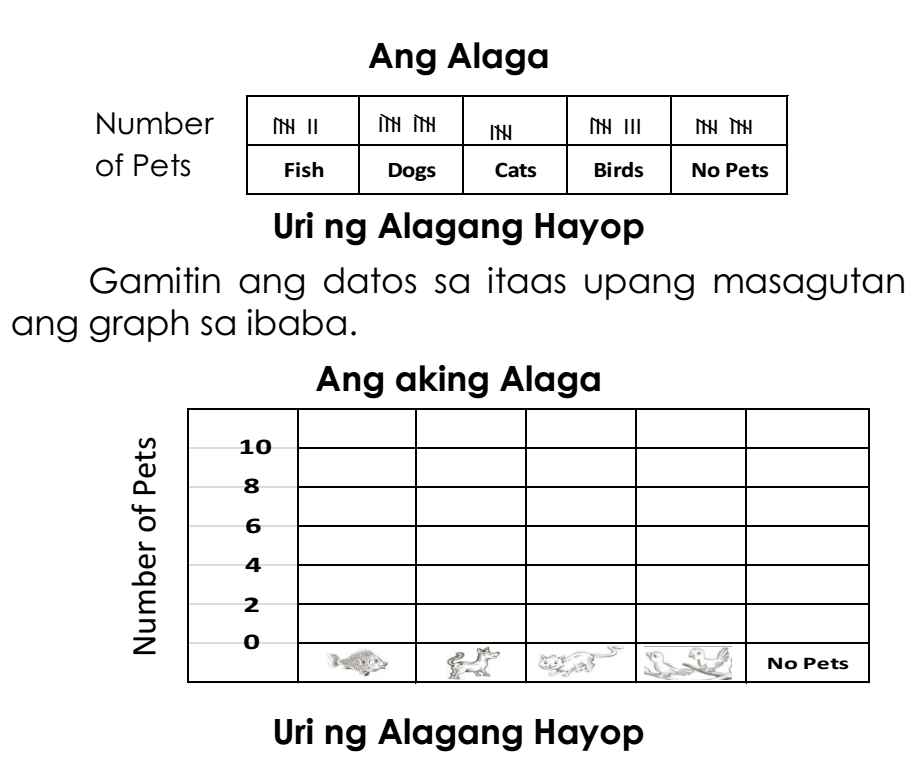 Ang Alaga
Number of Pets
Fish Dogs Cats Birds No Pets
Uri ng Alagang Hayop
Gamitin ang datos sa itaas upang masagutan
ang graph sa ibaba.
Ang aking Alaga
Number of Pets
10
8
6
4
2
0
No Pets
Uri ng Alagang Hayop